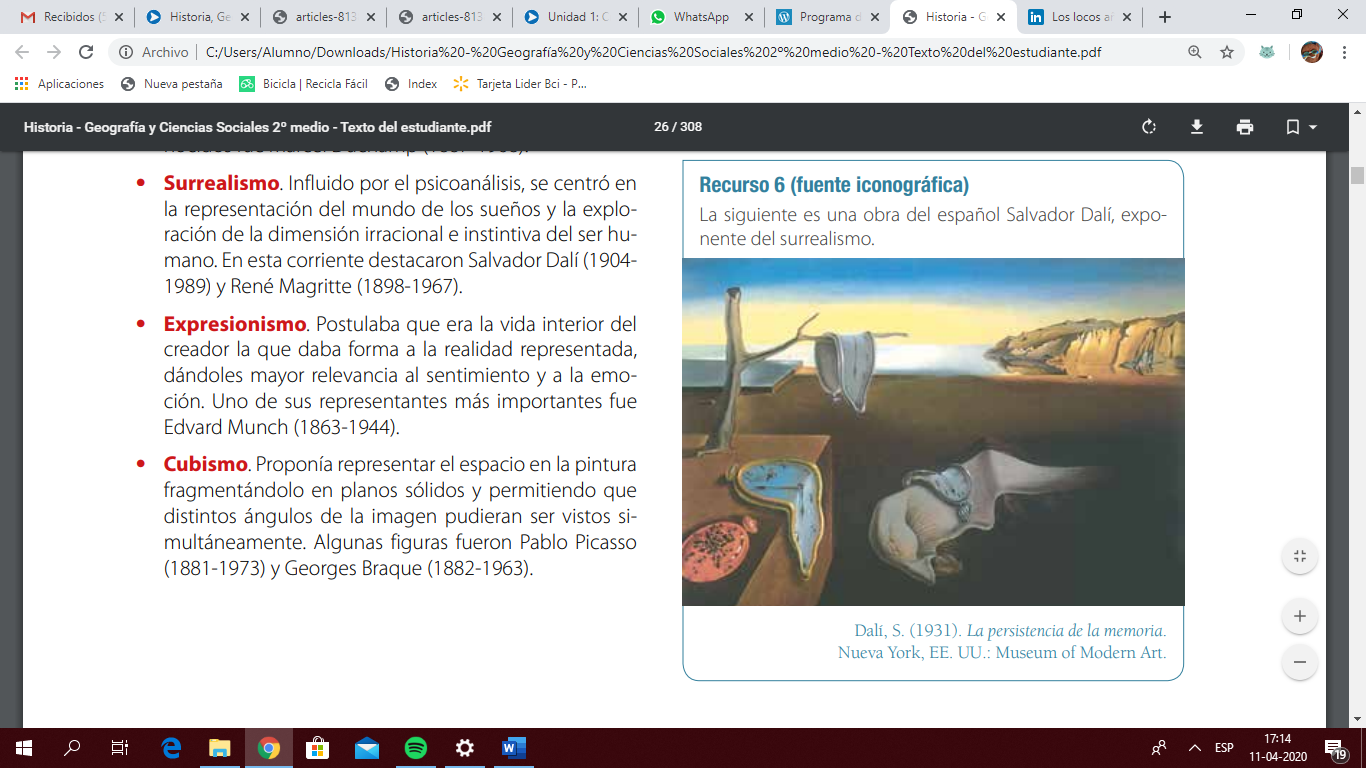 Recibidos (5
Historia, Ge
articles-813
articles-813
Unidad 1: C
WhatsApp
Programa d
Historia - G
Los locos a
Archivo
C:/Users/Alumno/Downloads/Historia%20-%20Geografía%20y%20Ciencias%20Sociales%202º%20medio%20-%20Texto%20del%20estudiante.pdf
Aplicaciones
Nueva pestaña
Bicicla | Recicla Fácil
Index
Tarjeta Lider Bci - P...
Historia - Geografía y Ciencias Sociales 2º medio - Texto del estudiante.pdf
26 / 308
• Surrealismo. Influido por el psicoanálisis, se centró en
la representación del mundo de los sueños y la explo-
ración de la dimensión irracional e instintiva del ser hu-
mano. En esta corriente destacaron Salvador Dalí (1904-
1989) y René Magritte (1898-1967).
• Expresionismo. Postulaba que era la vida interior del
creador la que daba forma a la realidad representada,
dándoles mayor relevancia al sentimiento y a la emo-
ción. Uno de sus representantes más importantes fue
Edvard Munch (1863-1944).
• Cubismo. Proponía representar el espacio en la pintura
fragmentándolo en planos sólidos y permitiendo que
distintos ángulos de la imagen pudieran ser vistos si-
multáneamente. Algunas figuras fueron Pablo Picasso
(1881-1973) y Georges Braque (1882-1963).
Recurso 6 (fuente iconográfica)
La siguiente es una obra del español Salvador Dalí, expo-
nente del surrealismo.
Dalí, S. (1931). La persistencia de la memoria.
Nueva York, EE. UU.: Museum of Modern Art.
ESP
17:14
11-04-2020
19